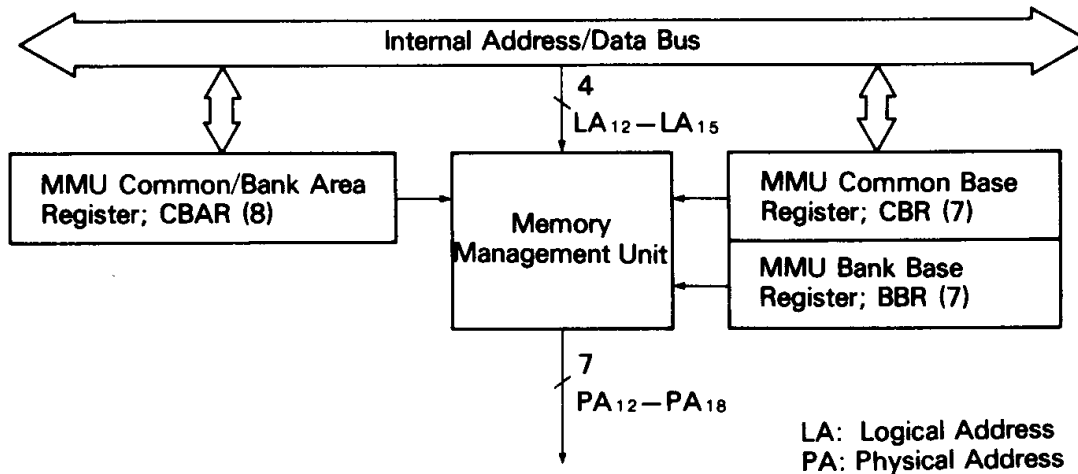 Internal Address/Data Bus
4
LA12—LA15
MMU Common/Bank Area
Register; CBAR (8)
Memory
Management Unit
MMU Common Base
Register; CBR (7)
MMU Bank Base
Register; BBR (7)
7
PA12—PA18
LA: Logical Address
PA: Physical Address